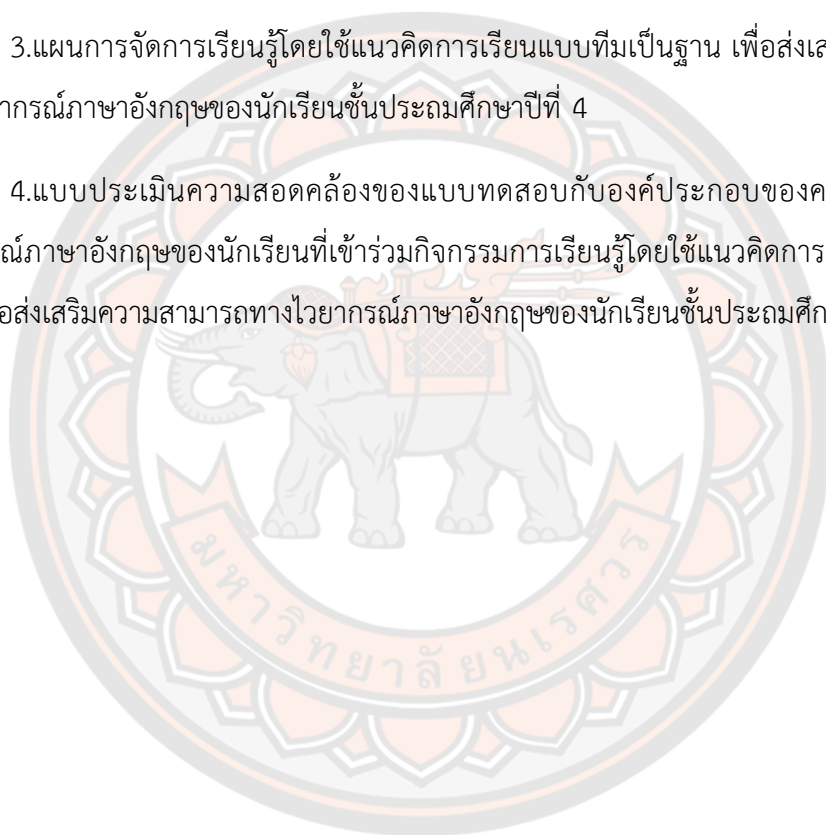 3.แผนการจัดการเรียนรู้โดยใช้แนวคิดการเรียนแบบทีมเป็นฐาน เพื่อส่งเส
ากรณ์ภาษาอังกฤษของนักเรียนชั้นประถมศึกษาปีที่ 4
4.แบบประเมินความสอดคล้องของแบบทดสอบกับองค์ประกอบของค
ณ์ภาษาอังกฤษของนักเรียนที่เข้าร่วมกิจกรรมการเรียนรู้โดยใช้แนวคิดการ
อส่งเสริมความสามารถทางไวยากรณ์ภาษาอังกฤษของนักเรียนชั้นประถมศึก
มหาวิทยาลัยนเรศวร